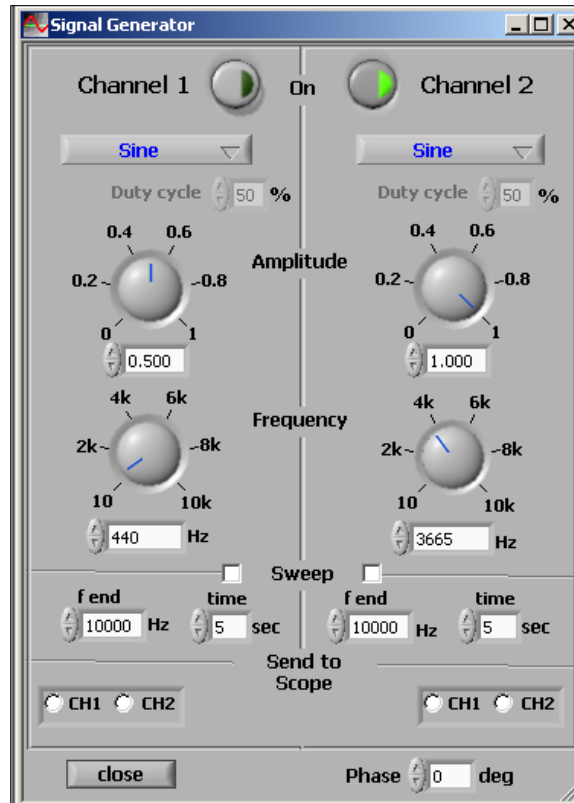 Signal Generator
Channel 1 On Channel 2
Sine Sine
Duty cycle 50 % Duty cycle 50 %
0.4 0.6 0.4 0.6
Amplitude
0.2 0.8 0.2 0.8
0 1 0 1
0.500 1.000
4k 6k 4k 6k
Frequency
2k 8k 2k 8k
10 10k 10 10k
440 Hz 3665 Hz
Sweep
f end time f end time
10000 Hz 5 sec 10000 Hz 5 sec
Send to
Scope
CH1 CH2 CH1 CH2
close Phase 0 deg